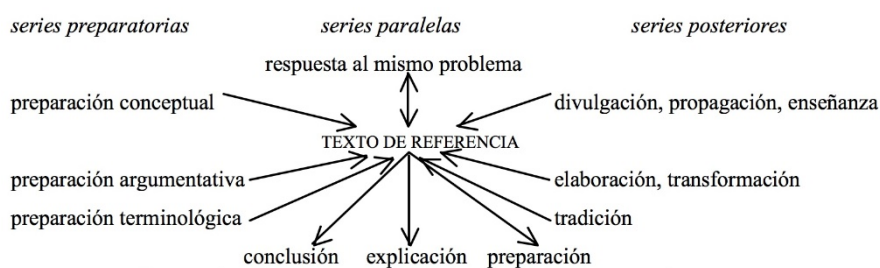 series preparatorias series paralelas series posteriores
respuesta al mismo problema
preparación conceptual divulgación, propagación, enseñanza
TEXTO DE REFERENCIA
preparación argumentativa elaboración, transformación
preparación terminológica tradición
conclusión explicación preparación